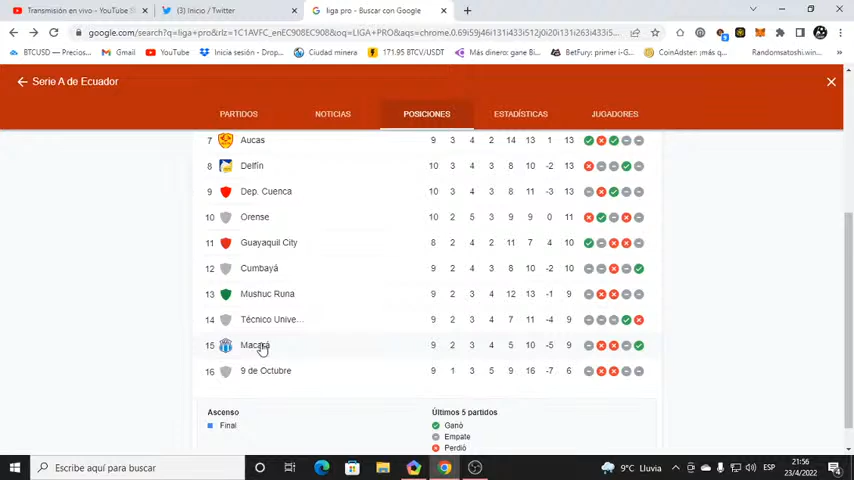 Transmisión en vivo - YouTube S
(3) Inicio / Twitter
liga pro - Buscar con Google
google.com/search?q=liga+pro&rlz=1C1AVFC_enEC908EC908&oq=LIGA+PRO&aqs=chrome.0.69i59j46i131i433i512j0i20i131i263i433i5...
BTCUSD — Precios...
Gmail
YouTube
Inicia sesión - Drop...
Ciudad minera
171.95 BTCV/USDT
Más dinero: gane Bi...
BetFury: primer i-G...
CoinAdster: ¡más q...
Randomsatoshi.win...
Serie A de Ecuador
PARTIDOS NOTICIAS POSICIONES ESTADÍSTICAS JUGADORES
7 Aucas 9 3 4 2 14 13 1 13
8 Delfín 10 3 4 3 8 10 -2 13
9 Dep. Cuenca 10 3 4 3 8 11 -3 13
10 Orense 10 2 5 3 9 9 0 11
11 Guayaquil City 8 2 4 2 11 7 4 10
12 Cumbayá 9 2 4 3 8 10 -2 10
13 Mushuc Runa 9 2 3 4 12 13 -1 9
14 Técnico Unive... 9 2 3 4 7 11 -4 9
15 Macará 9 2 3 4 5 10 -5 9
16 9 de Octubre 9 1 3 5 9 16 -7 6
Ascenso
Final
Últimos 5 partidos
Ganó
Empate
Perdió
Escribe aquí para buscar
9°C Lluvia
ESP
21:56
23/4/2022
4